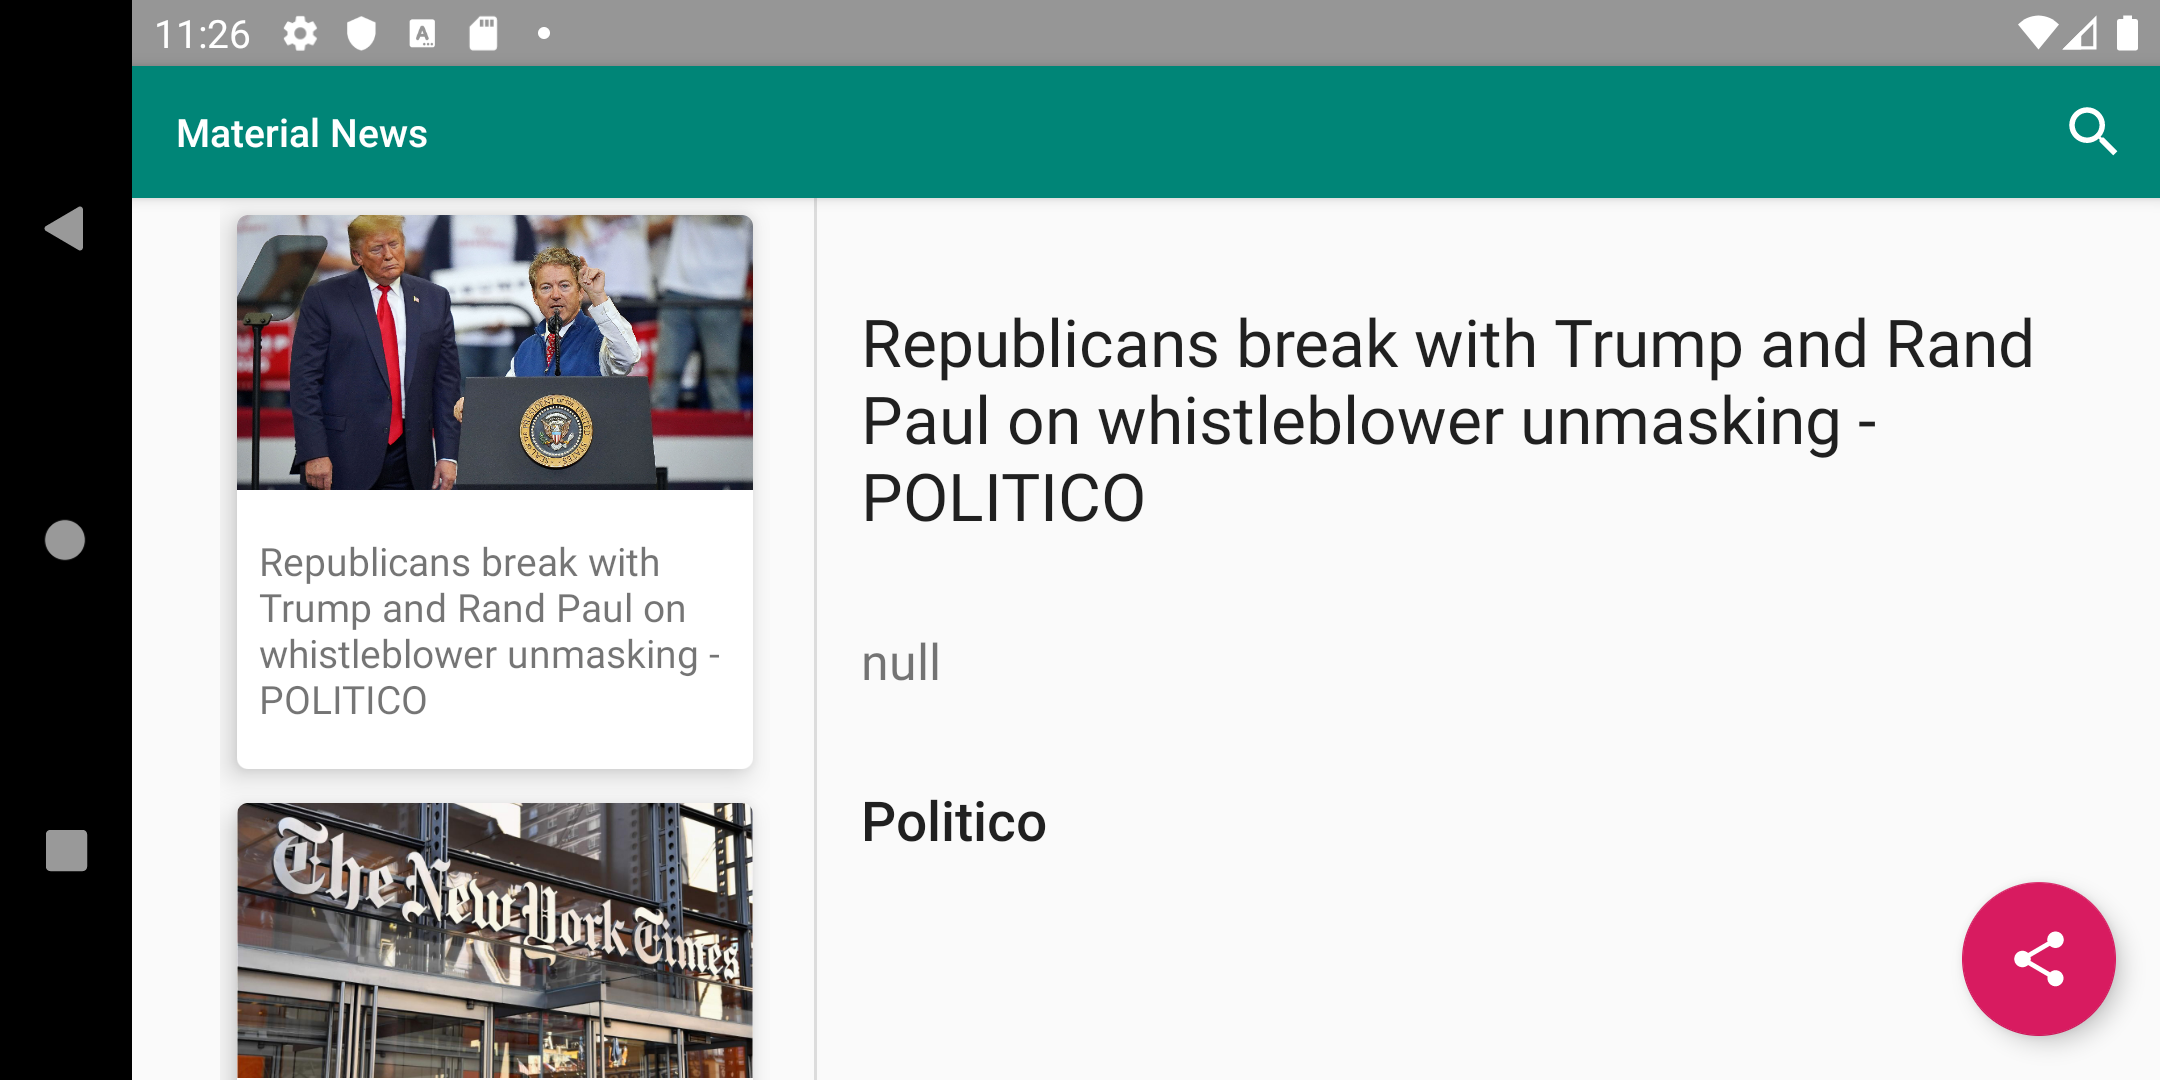 11:26
Material News
Republicans break with
Trump and Rand Paul on
whistleblower unmasking -
POLITICO
The New York Times
Republicans break with Trump and Rand
Paul on whistleblower unmasking -
POLITICO
null
Politico